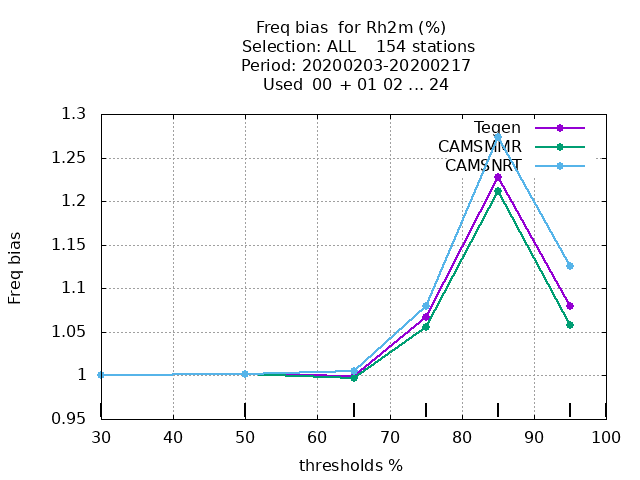 Freq bias  for Rh2m (%)
Selection: ALL    154 stations
Period: 20200203-20200217
Used  00 + 01 02 ... 24
1.3
1.25
1.2
1.15
1.1
1.05
1
0.95
Freq bias
Tegen
CAMSMMR
CAMSNRT
30 40 50 60 70 80 90 100
thresholds %